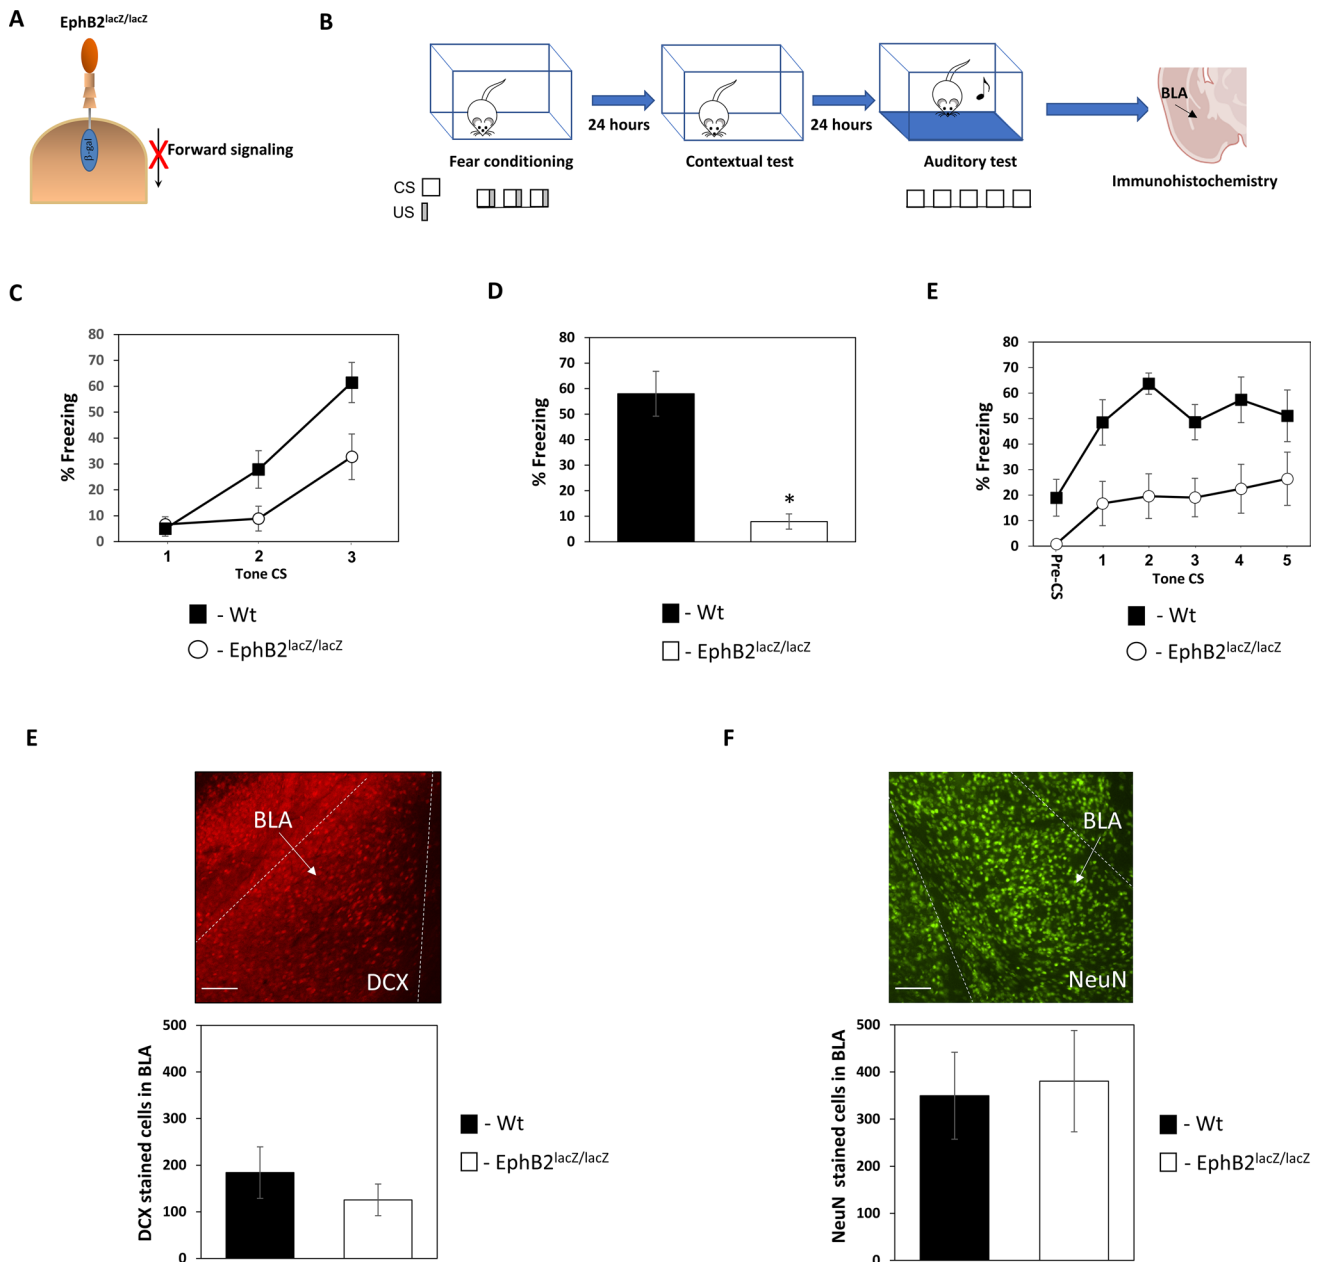 A
EphB2lacZ/lacZ
β-gal
Forward signaling
B
24 hours
24 hours
BLA
Fear conditioning
Contextual test
Auditory test
Immunohistochemistry
CS
US
C
80
70
60
50
40
30
20
10
0
% Freezing
1
2
3
Tone CS
- Wt
- EphB2lacZ/lacZ
D
80
70
60
50
40
30
20
10
0
% Freezing
*
- Wt
- EphB2lacZ/lacZ
E
80
70
60
50
40
30
20
10
0
% Freezing
Pre-CS
1
2
3
4
5
Tone CS
- Wt
- EphB2lacZ/lacZ
E
BLA
DCX
500
400
300
200
100
0
DCX stained cells in BLA
- Wt
- EphB2lacZ/lacZ
F
BLA
NeuN
500
400
300
200
100
0
NeuN stained cells in BLA
- Wt
- EphB2lacZ/lacZ